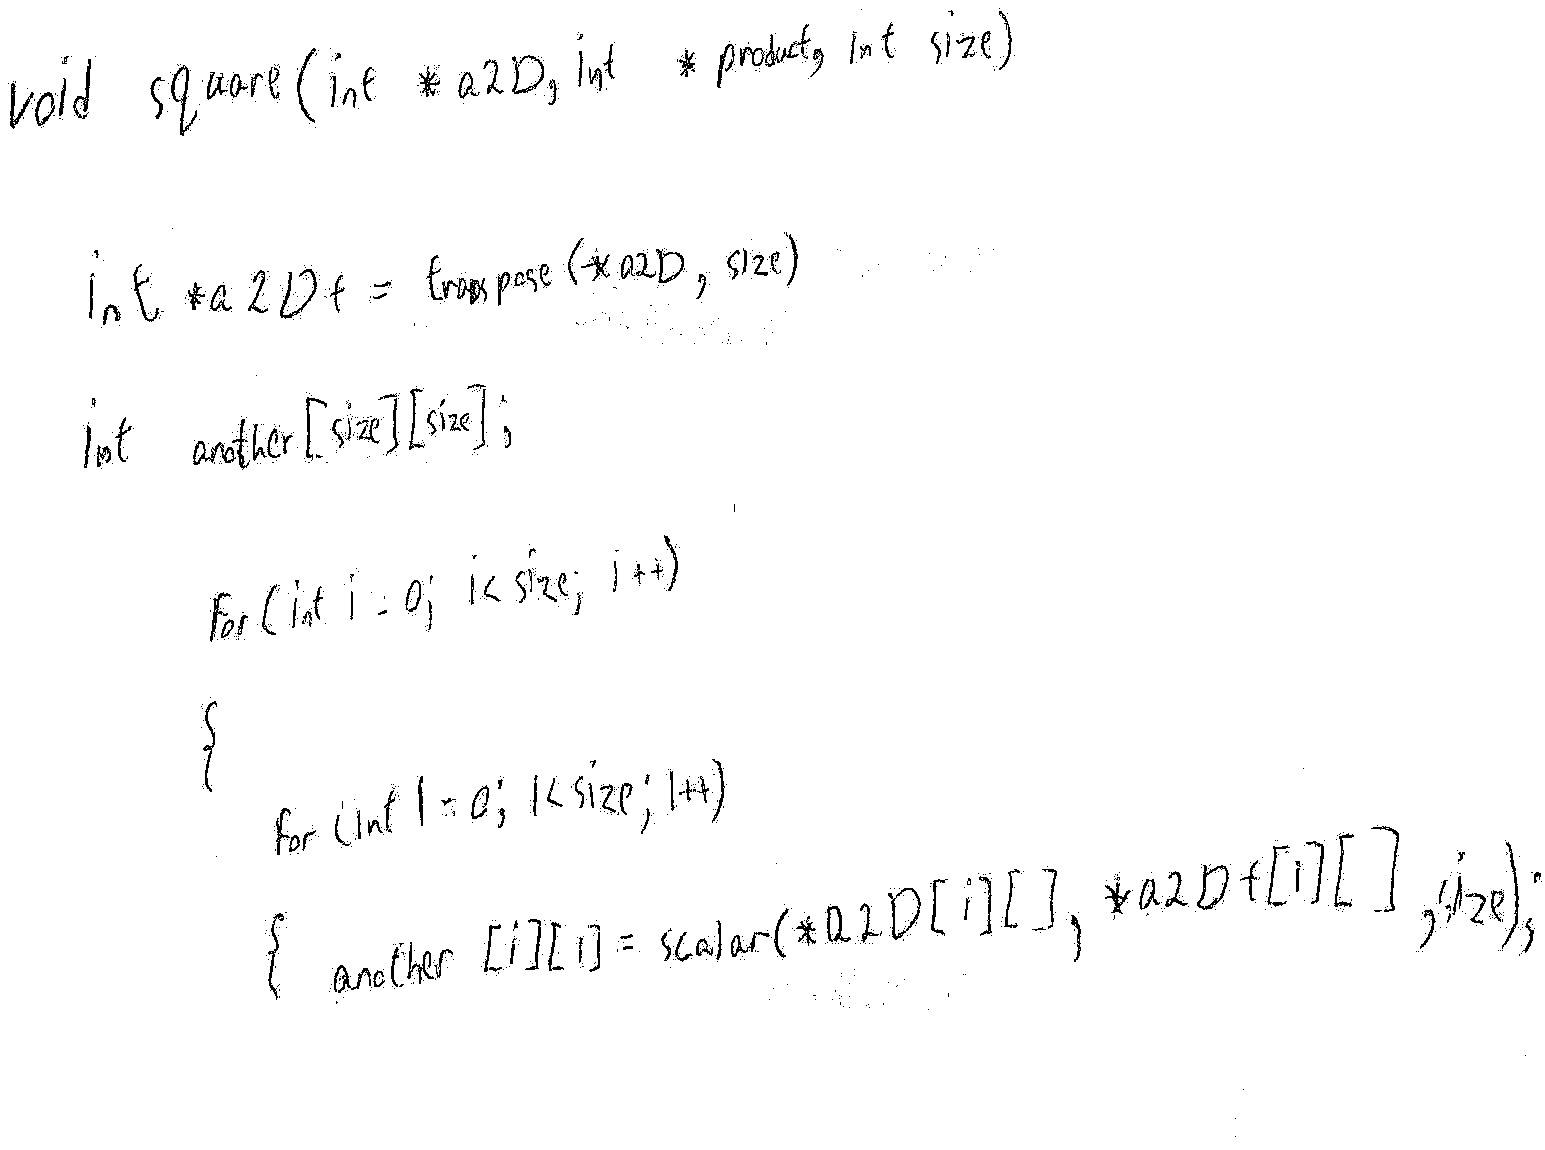 void square(int *a2D, int *product, int size)
int *a2Dt = transpose(*a2D, size)
int another[size][size];
For(int i = 0; i< size; i++)
{
for (int l = 0; l< size; l++)
{ another [i][l] = scalar(*a2D[i][], *a2Dt[l][], size);